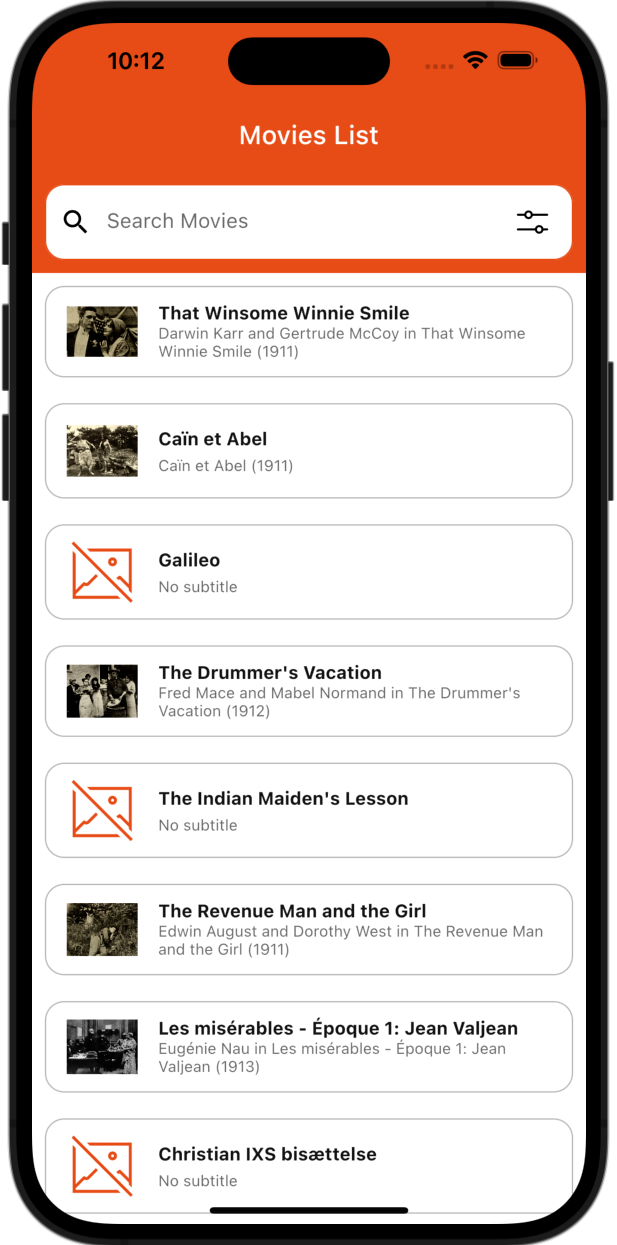 10:12
Movies List
Search Movies
That Winsome Winnie Smile
Darwin Karr and Gertrude McCoy in That Winsome
Winnie Smile (1911)
Caïn et Abel
Caïn et Abel (1911)
Galileo
No subtitle
The Drummer's Vacation
Fred Mace and Mabel Normand in The Drummer's
Vacation (1912)
The Indian Maiden's Lesson
No subtitle
The Revenue Man and the Girl
Edwin August and Dorothy West in The Revenue Man
and the Girl (1911)
Les misérables - Époque 1: Jean Valjean
Eugénie Nau in Les misérables - Époque 1: Jean
Valjean (1913)
Christian IXS bisættelse
No subtitle